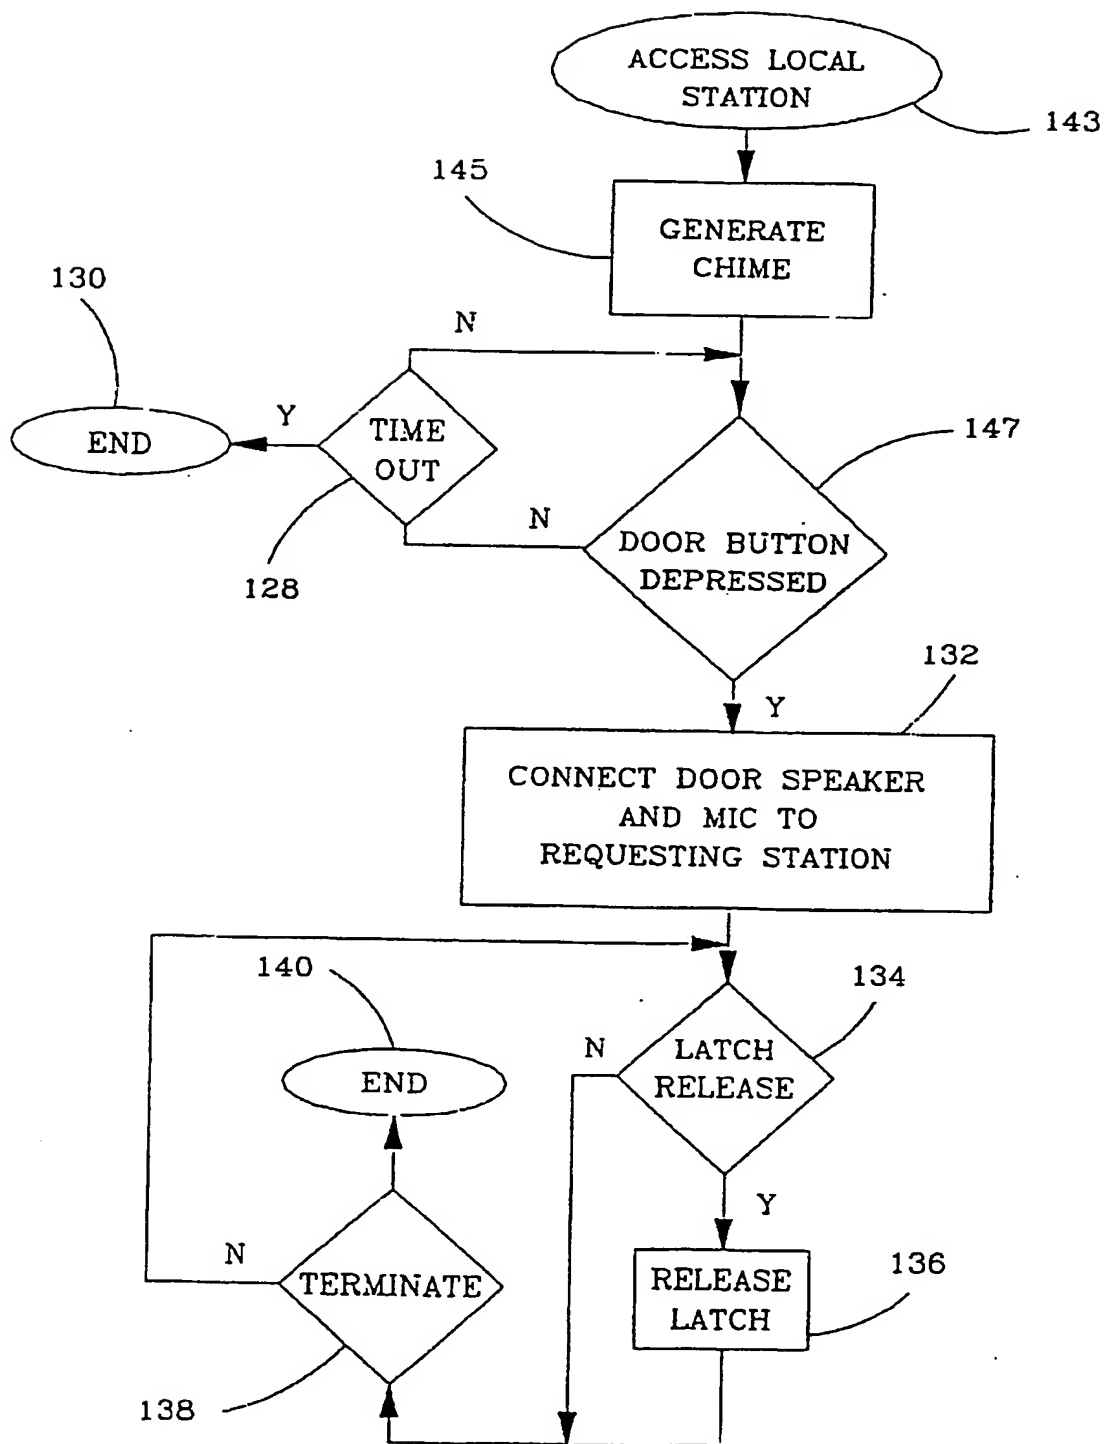 ACCESS LOCAL
STATION
143
145
GENERATE
CHIME
130
N
Y
END
TIME
OUT
147
N
DOOR BUTTON
DEPRESSED
128
132
Y
CONNECT DOOR SPEAKER
AND MIC TO
REQUESTING STATION
140
134
N
LATCH
RELEASE
END
Y
N
TERMINATE
RELEASE
LATCH
136
138